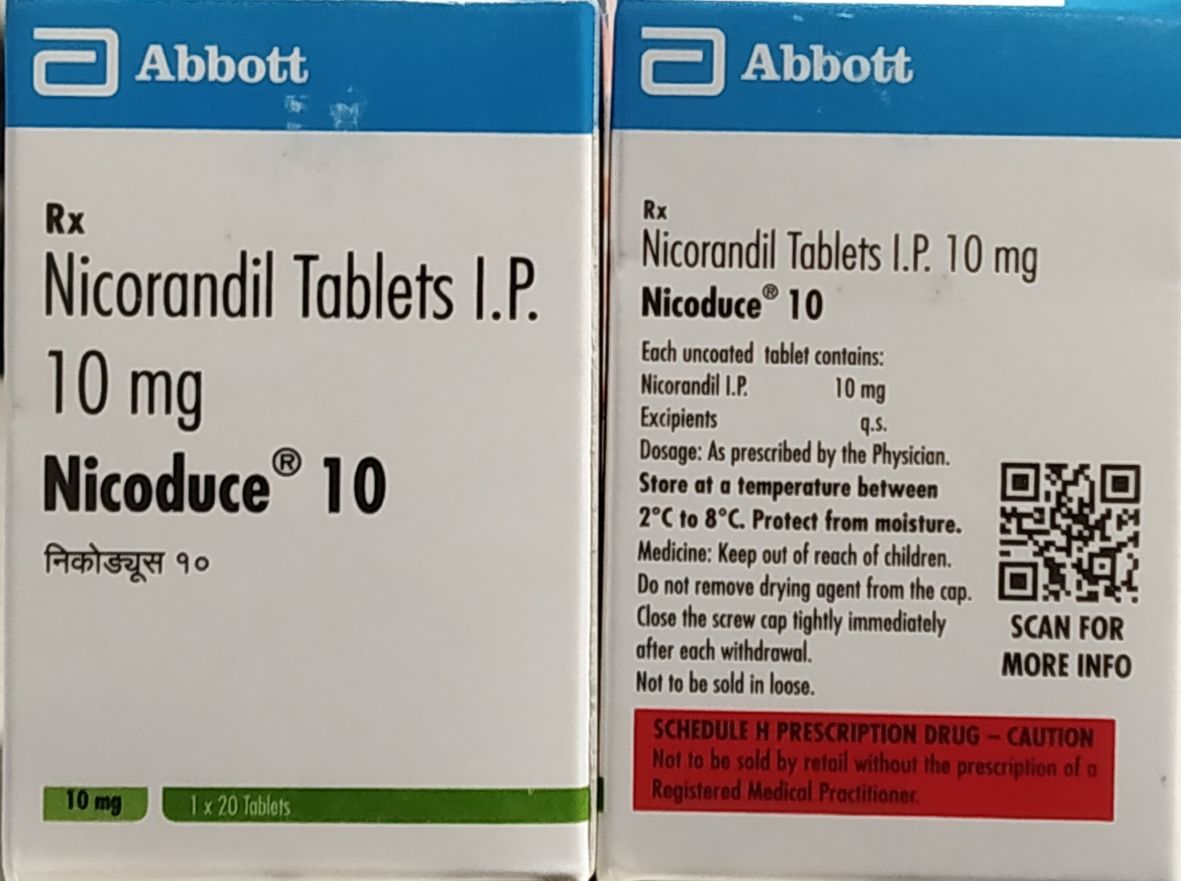 Abbott
Rx
Nicorandil Tablets I.P.
10 mg
Nicoduce® 10
निकोड्यूस १०
10 mg
1 x 20 Tablets
Abbott
Rx
Nicorandil Tablets I.P. 10 mg
Nicoduce® 10
Each uncoated tablet contains:
Nicorandil I.P. 10 mg
Excipients q.s.
Dosage: As prescribed by the Physician.
Store at a temperature between
2°C to 8°C. Protect from moisture.
Medicine: Keep out of reach of children.
Do not remove drying agent from the cap.
Close the screw cap tightly immediately
after each withdrawal.
Not to be sold in loose.
SCAN FOR
MORE INFO
SCHEDULE H PRESCRIPTION DRUG – CAUTION
Not to be sold by retail without the prescription of a
Registered Medical Practitioner.